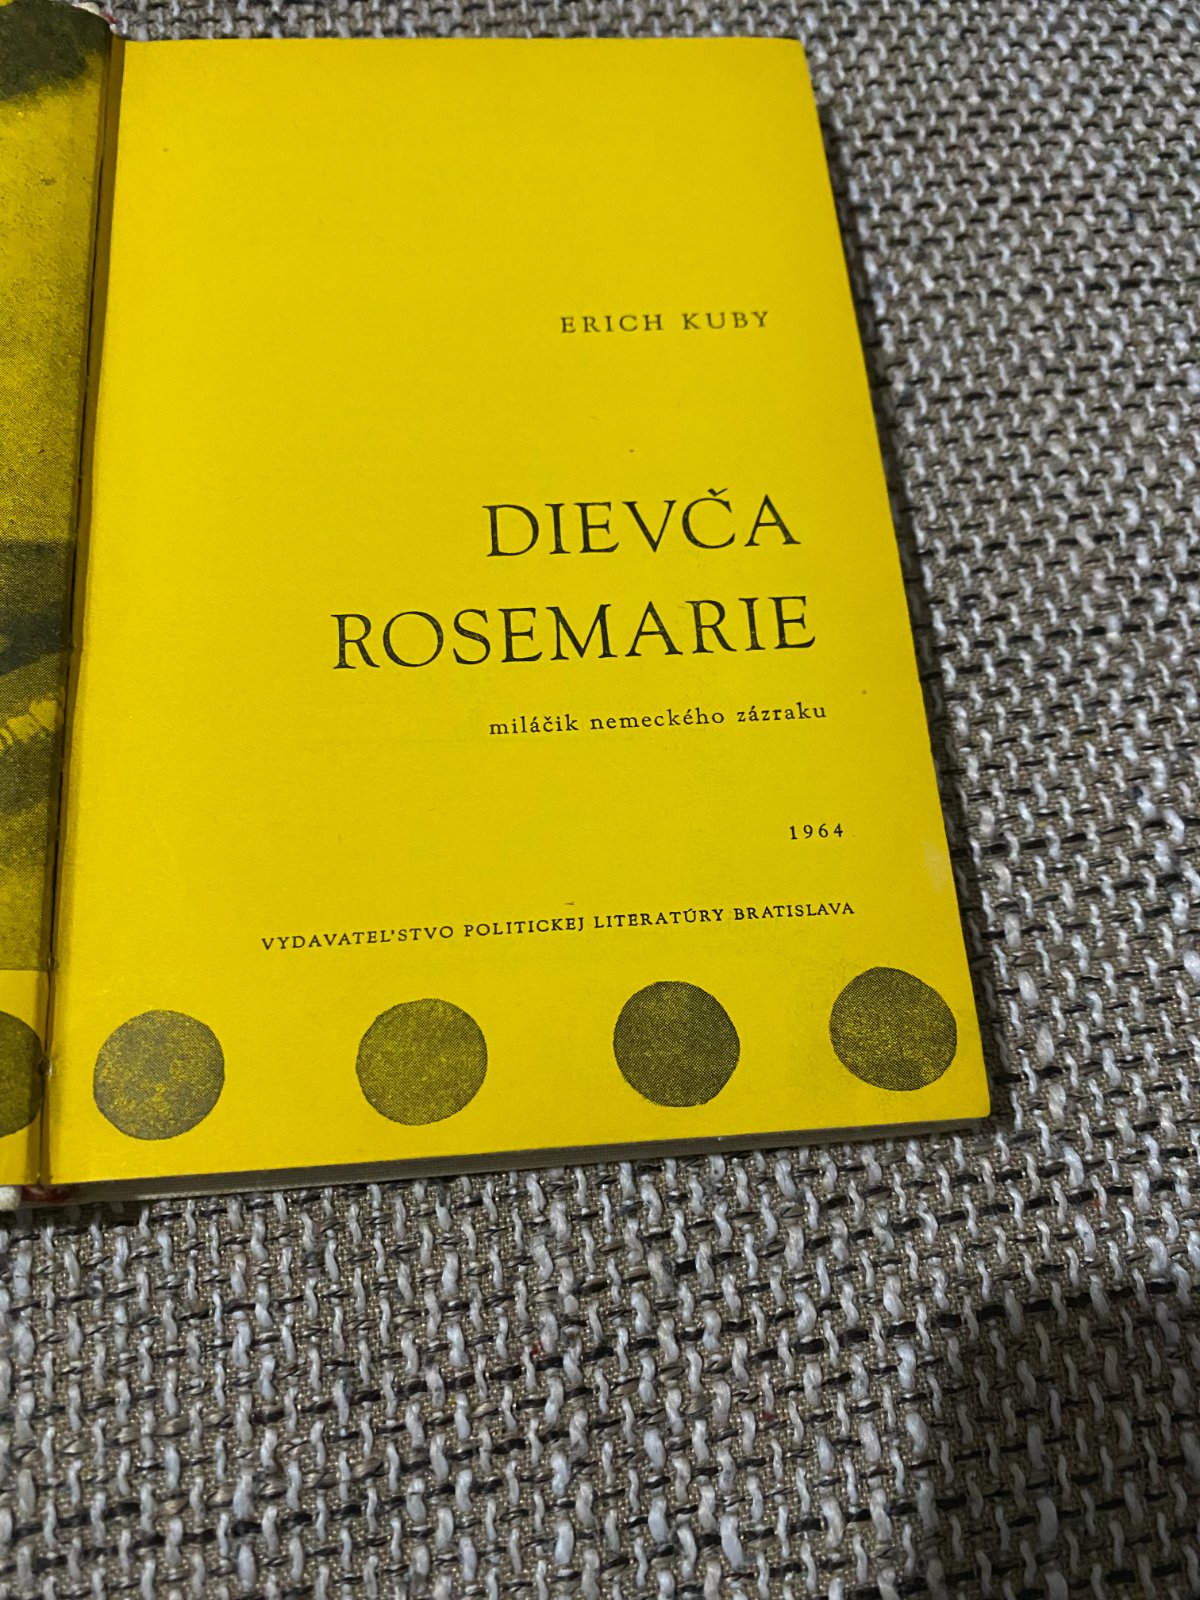 ERICH KUBY
DIEVČA
ROSEMARIE
miláčik nemeckého zázraku
1964
VYDAVATEĽSTVO POLITICKEJ LITERATÚRY BRATISLAVA